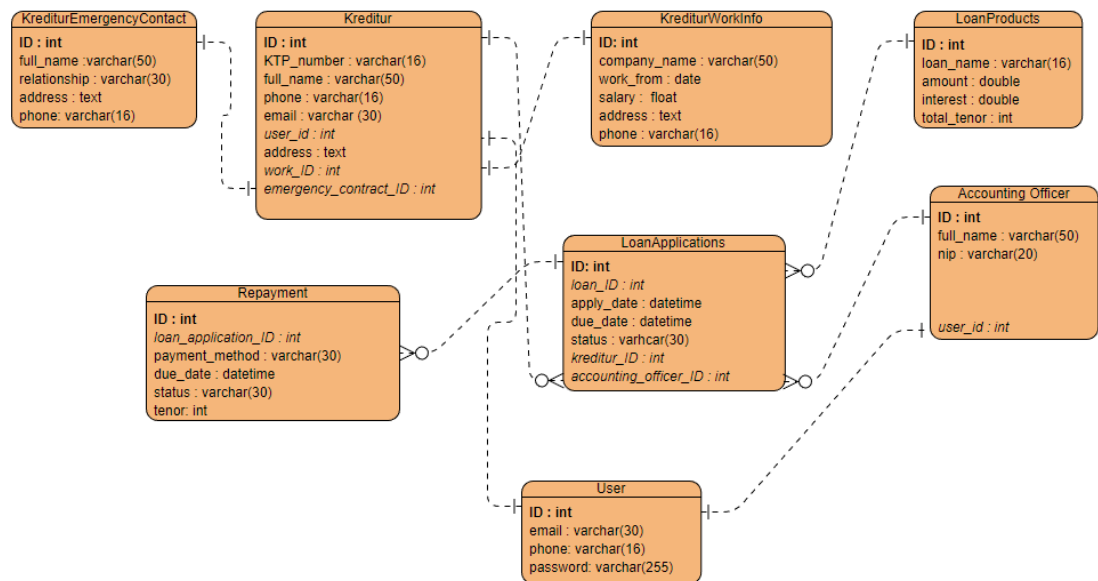 KrediturEmergencyContact
ID : int
full_name :varchar(50)
relationship : varchar(30)
address : text
phone: varchar(16)
Kreditur
ID : int
KTP_number : varchar(16)
full_name : varchar(50)
phone : varchar(16)
email : varchar (30)
user_id : int
address : text
work_ID : int
emergency_contract_ID : int
KrediturWorkInfo
ID : int
company_name : varchar(50)
work_from : date
salary :  float
address : text
phone : varchar(16)
LoanProducts
ID : int
loan_name : varchar(16)
amount : double
interest : double
total_tenor : int
Accounting Officer
ID : int
full_name : varchar(50)
nip : varchar(20)
user_id : int
LoanApplications
ID: int
loan_ID : int
apply_date : datetime
due_date : datetime
status : varhcar(30)
kreditur_ID : int
accounting_officer_ID : int
Repayment
ID : int
loan_application_ID : int
payment_method : varchar(30)
due_date : datetime
status : varchar(30)
tenor: int
User
ID : int
email : varchar(30)
phone: varchar(16)
password: varchar(255)